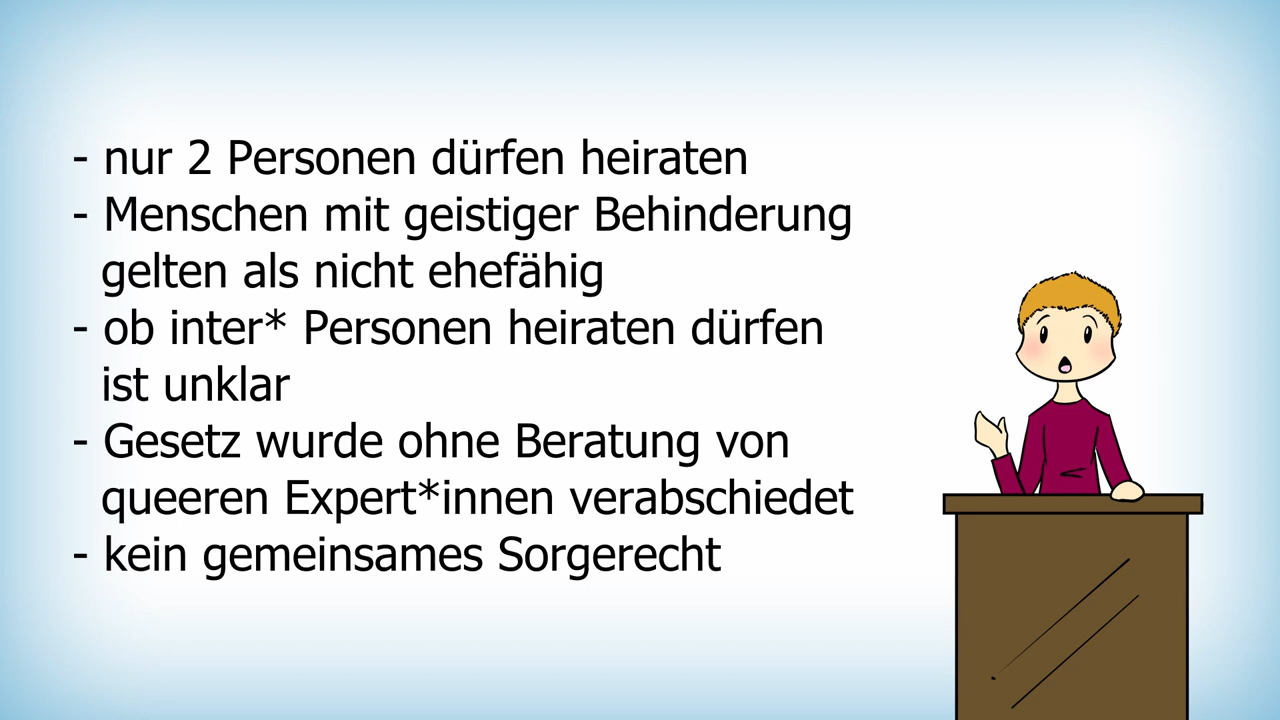 - nur 2 Personen dürfen heiraten
- Menschen mit geistiger Behinderung
gelten als nicht ehefähig
- ob inter* Personen heiraten dürfen
ist unklar
- Gesetz wurde ohne Beratung von
queeren Expert*innen verabschiedet
- kein gemeinsames Sorgerecht